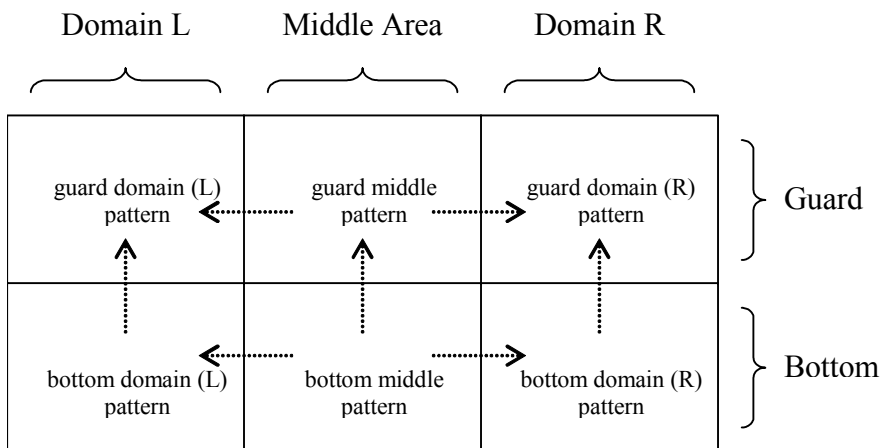 Domain L
Middle Area
Domain R
guard domain (L)
pattern
guard middle
pattern
guard domain (R)
pattern
Guard
bottom domain (L)
pattern
bottom middle
pattern
bottom domain (R)
pattern
Bottom